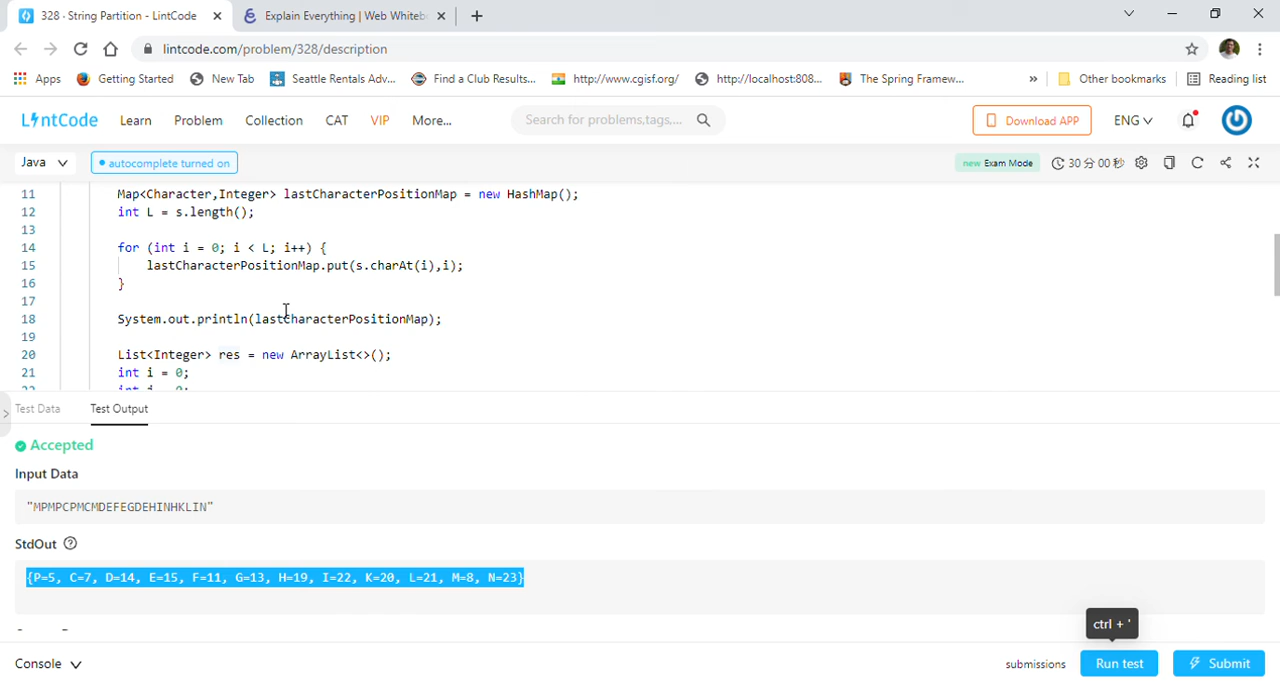 328 · String Partition - LintCode
Explain Everything | Web Whitebo
lintcode.com/problem/328/description
Apps
Getting Started
New Tab
Seattle Rentals Adv...
Find a Club Results...
http://www.cgisf.org/
http://localhost:808...
The Spring Framew...
»
Other bookmarks
Reading list
LintCode
Learn
Problem
Collection
CAT
VIP
More...
Search for problems,tags,...
Download APP
ENG
Java
autocomplete turned on
new Exam Mode
30 分 00 秒
11 Map<Character,Integer> lastCharacterPositionMap = new HashMap();
12 int L = s.length();
13
14 for (int i = 0; i < L; i++) {
15 lastCharacterPositionMap.put(s.charAt(i),i);
16 }
17
18 System.out.println(lastCharacterPositionMap);
19
20 List<Integer> res = new ArrayList<>();
21 int i = 0;
Test Data
Test Output
Accepted
Input Data
"MPMPCPMCMDEFEGDEHINHKLIN"
StdOut
{P=5, C=7, D=14, E=15, F=11, G=13, H=19, I=22, K=20, L=21, M=8, N=23}
ctrl + '
Console
submissions
Run test
Submit